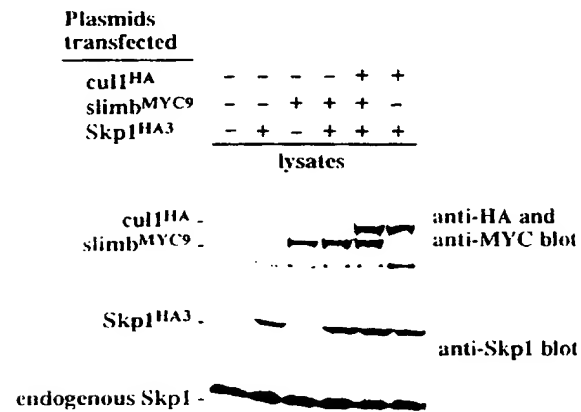 Plasmids
transfected
cul1HA - - - - + +
slimbMYC9 - - + + + -
Skp1HA3 - + - + + +
lysates
cul1HA -
slimbMYC9 -
anti-HA and
anti-MYC blot
Skp1HA3 -
anti-Skp1 blot
endogenous Skp1 -